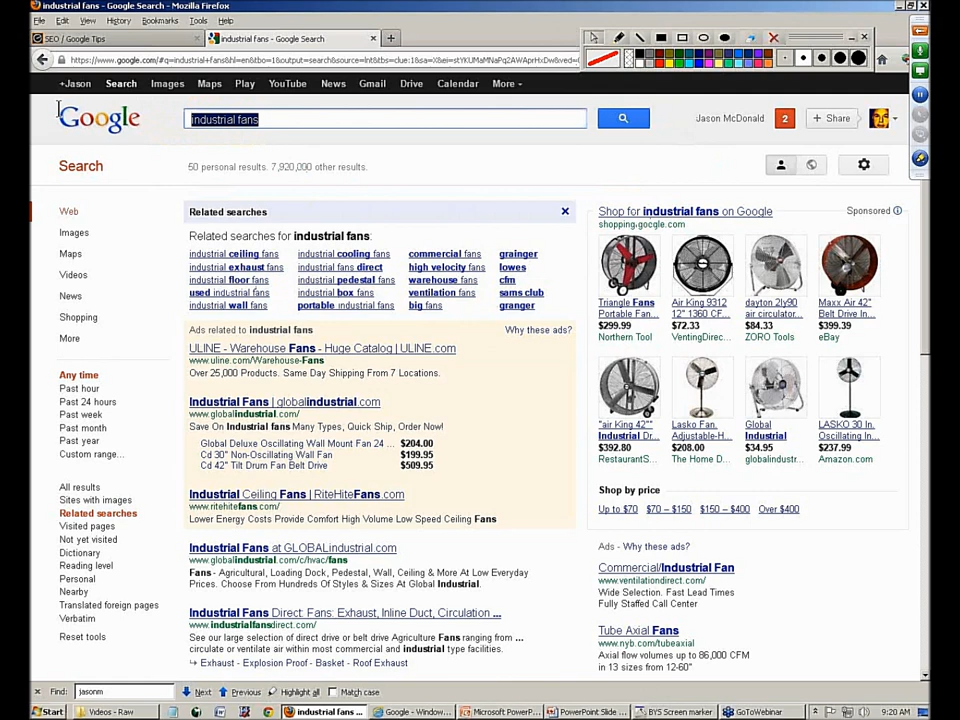 industrial fans - Google Search - Mozilla Firefox
File Edit View History Bookmarks Tools Help
SEO / Google Tips
industrial fans - Google Search
+Jason Search Images Maps Play YouTube News Gmail Drive Calendar More
Google
industrial fans
Jason McDonald 2 + Share
Search
50 personal results. 7,920,000 other results.
Web
Images
Maps
Videos
News
Shopping
More
Any time
Past hour
Past 24 hours
Past week
Past month
Past year
Custom range...
All results
Sites with images
Related searches
Visited pages
Not yet visited
Dictionary
Reading level
Personal
Nearby
Translated foreign pages
Verbatim
Reset tools
Related searches
Related searches for industrial fans:
industrial ceiling fans industrial cooling fans commercial fans grainger
industrial exhaust fans industrial fans direct high velocity fans lowes
industrial floor fans industrial pedestal fans warehouse fans cfm
used industrial fans industrial box fans ventilation fans sams club
industrial wall fans portable industrial fans big fans granger
Ads related to industrial fans Why these ads?
ULINE - Warehouse Fans - Huge Catalog | ULINE.com
www.uline.com/Warehouse-Fans
Over 25,000 Products. Same Day Shipping From 7 Locations.
Industrial Fans | globalindustrial.com
www.globalindustrial.com/
Save On Industrial fans Many Types, Quick Ship, Order Now!
Global Deluxe Oscillating Wall Mount Fan 24 ... $204.00
Cd 30" Non-Oscillating Wall Fan $199.95
Cd 42" Tilt Drum Fan Belt Drive $509.95
Industrial Ceiling Fans | RiteHiteFans.com
www.ritehitefans.com/
Lower Energy Costs Provide Comfort High Volume Low Speed Ceiling Fans
Industrial Fans at GLOBALindustrial.com
www.globalindustrial.com/c/hvac/fans
Fans - Agricultural, Loading Dock, Pedestal, Wall, Ceiling & More At Low Everyday
Prices. Choose From Hundreds Of Styles & Sizes At Global Industrial.
Industrial Fans Direct: Fans: Exhaust, Inline Duct, Circulation ...
www.industrialfansdirect.com/
See our large selection of direct drive or belt drive Agriculture Fans ranging from ...
circulate or ventilate air within most commercial and industrial type facilities.
Exhaust - Explosion Proof - Basket - Roof Exhaust
Shop for industrial fans on Google Sponsored
shopping.google.com
Triangle Fans Air King 9312 dayton 2ly90 Maxx Air 42"
Portable Fan... 12" 1360 CF... air circulator... Belt Drive In...
$299.99 $72.33 $84.33 $399.39
Northern Tool VentingDirec... ZORO Tools eBay
"air King 42"" Lasko Fan, Global LASKO 30 In.
Industrial Dr... Adjustable-H... Industrial Oscillating In...
$392.80 $208.00 $34.95 $237.99
RestaurantS... The Home D... globalindustr... Amazon.com
Shop by price
Up to $70 $70 – $150 $150 – $400 Over $400
Ads - Why these ads?
Commercial/Industrial Fan
www.ventilationdirect.com/
Wide Selection. Fast Lead Times
Fully Staffed Call Center
Tube Axial Fans
www.nyb.com/tubeaxial
Axial flow volumes up to 86,000 CFM
in 13 sizes from 12-60"
Find: jasonm Next Previous Highlight all Match case
Start Videos - Raw industrial fans ... Google - Window... Microsoft PowerP... PowerPoint Slide ... BYS Screen marker GoToWebinar 9:20 AM